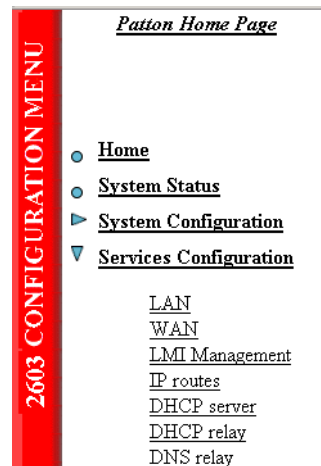 Patton Home Page
2603 CONFIGURATION MENU
Home
System Status
System Configuration
Services Configuration
LAN
WAN
LMI Management
IP routes
DHCP server
DHCP relay
DNS relay